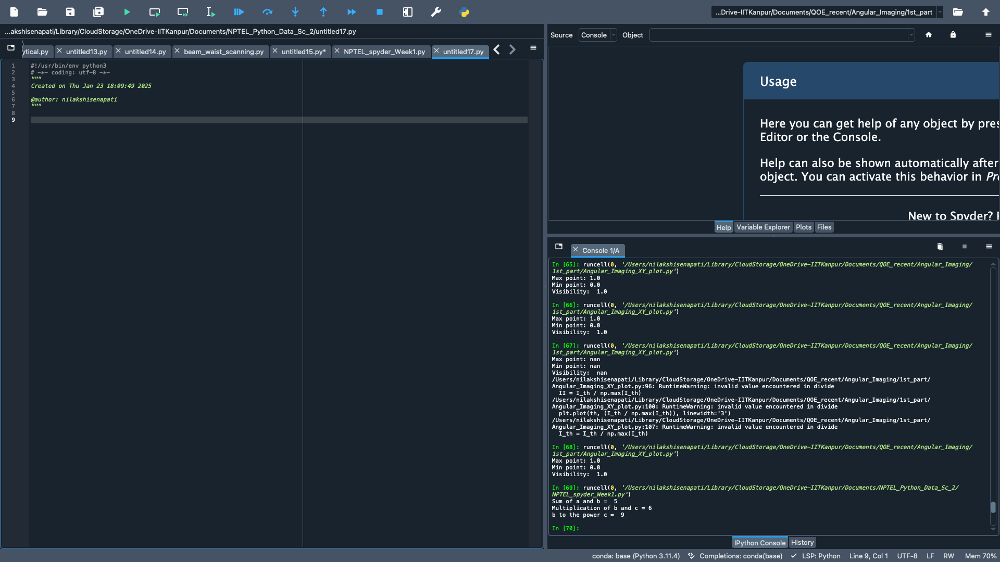 ...Drive-IITKanpur/Documents/QOE_recent/Angular_Imaging/1st_part
...akshisenapati/Library/CloudStorage/OneDrive-IITKanpur/Documents/NPTEL_Python_Data_Sc_2/untitled17.py
ytical.py untitled13.py untitled14.py beam_waist_scanning.py untitled15.py* NPTEL_spyder_Week1.py untitled17.py
1 #!/usr/bin/env python3
2 # -*- coding: utf-8 -*-
3 """
4 Created on Thu Jan 23 18:09:49 2025
5
6 @author: nilakshisenapati
7 """
8
9
Source Console Object
Usage
Here you can get help of any object by pres
Editor or the Console.
Help can also be shown automatically after
object. You can activate this behavior in Pre
New to Spyder?
Help Variable Explorer Plots Files
Console 1/A
In [65]: runcell(0, '/Users/nilakshisenapati/Library/CloudStorage/OneDrive-IITKanpur/Documents/QOE_recent/Angular_Imaging/
1st_part/Angular_Imaging_XY_plot.py')
Max point: 1.0
Min point: 0.0
Visibility:  1.0
In [66]: runcell(0, '/Users/nilakshisenapati/Library/CloudStorage/OneDrive-IITKanpur/Documents/QOE_recent/Angular_Imaging/
1st_part/Angular_Imaging_XY_plot.py')
Max point: 1.0
Min point: 0.0
Visibility:  1.0
In [67]: runcell(0, '/Users/nilakshisenapati/Library/CloudStorage/OneDrive-IITKanpur/Documents/QOE_recent/Angular_Imaging/
1st_part/Angular_Imaging_XY_plot.py')
Max point: nan
Min point: nan
Visibility:  nan
/Users/nilakshisenapati/Library/CloudStorage/OneDrive-IITKanpur/Documents/QOE_recent/Angular_Imaging/1st_part/
Angular_Imaging_XY_plot.py:96: RuntimeWarning: invalid value encountered in divide
  II = I_th / np.max(I_th)
/Users/nilakshisenapati/Library/CloudStorage/OneDrive-IITKanpur/Documents/QOE_recent/Angular_Imaging/1st_part/
Angular_Imaging_XY_plot.py:100: RuntimeWarning: invalid value encountered in divide
  plt.plot(th, (I_th / np.max(I_th)), linewidth='3')
/Users/nilakshisenapati/Library/CloudStorage/OneDrive-IITKanpur/Documents/QOE_recent/Angular_Imaging/1st_part/
Angular_Imaging_XY_plot.py:107: RuntimeWarning: invalid value encountered in divide
  I_th = I_th / np.max(I_th)
In [68]: runcell(0, '/Users/nilakshisenapati/Library/CloudStorage/OneDrive-IITKanpur/Documents/QOE_recent/Angular_Imaging/
1st_part/Angular_Imaging_XY_plot.py')
Max point: 1.0
Min point: 0.0
Visibility:  1.0
In [69]: runcell(0, '/Users/nilakshisenapati/Library/CloudStorage/OneDrive-IITKanpur/Documents/NPTEL_Python_Data_Sc_2/
NPTEL_spyder_Week1.py')
Sum of a and b =  5
Multiplication of b and c = 6
b to the power c =  9
In [70]:
IPython Console History
conda: base (Python 3.11.4) Completions: conda(base) LSP: Python Line 9, Col 1 UTF-8 LF RW Mem 70%